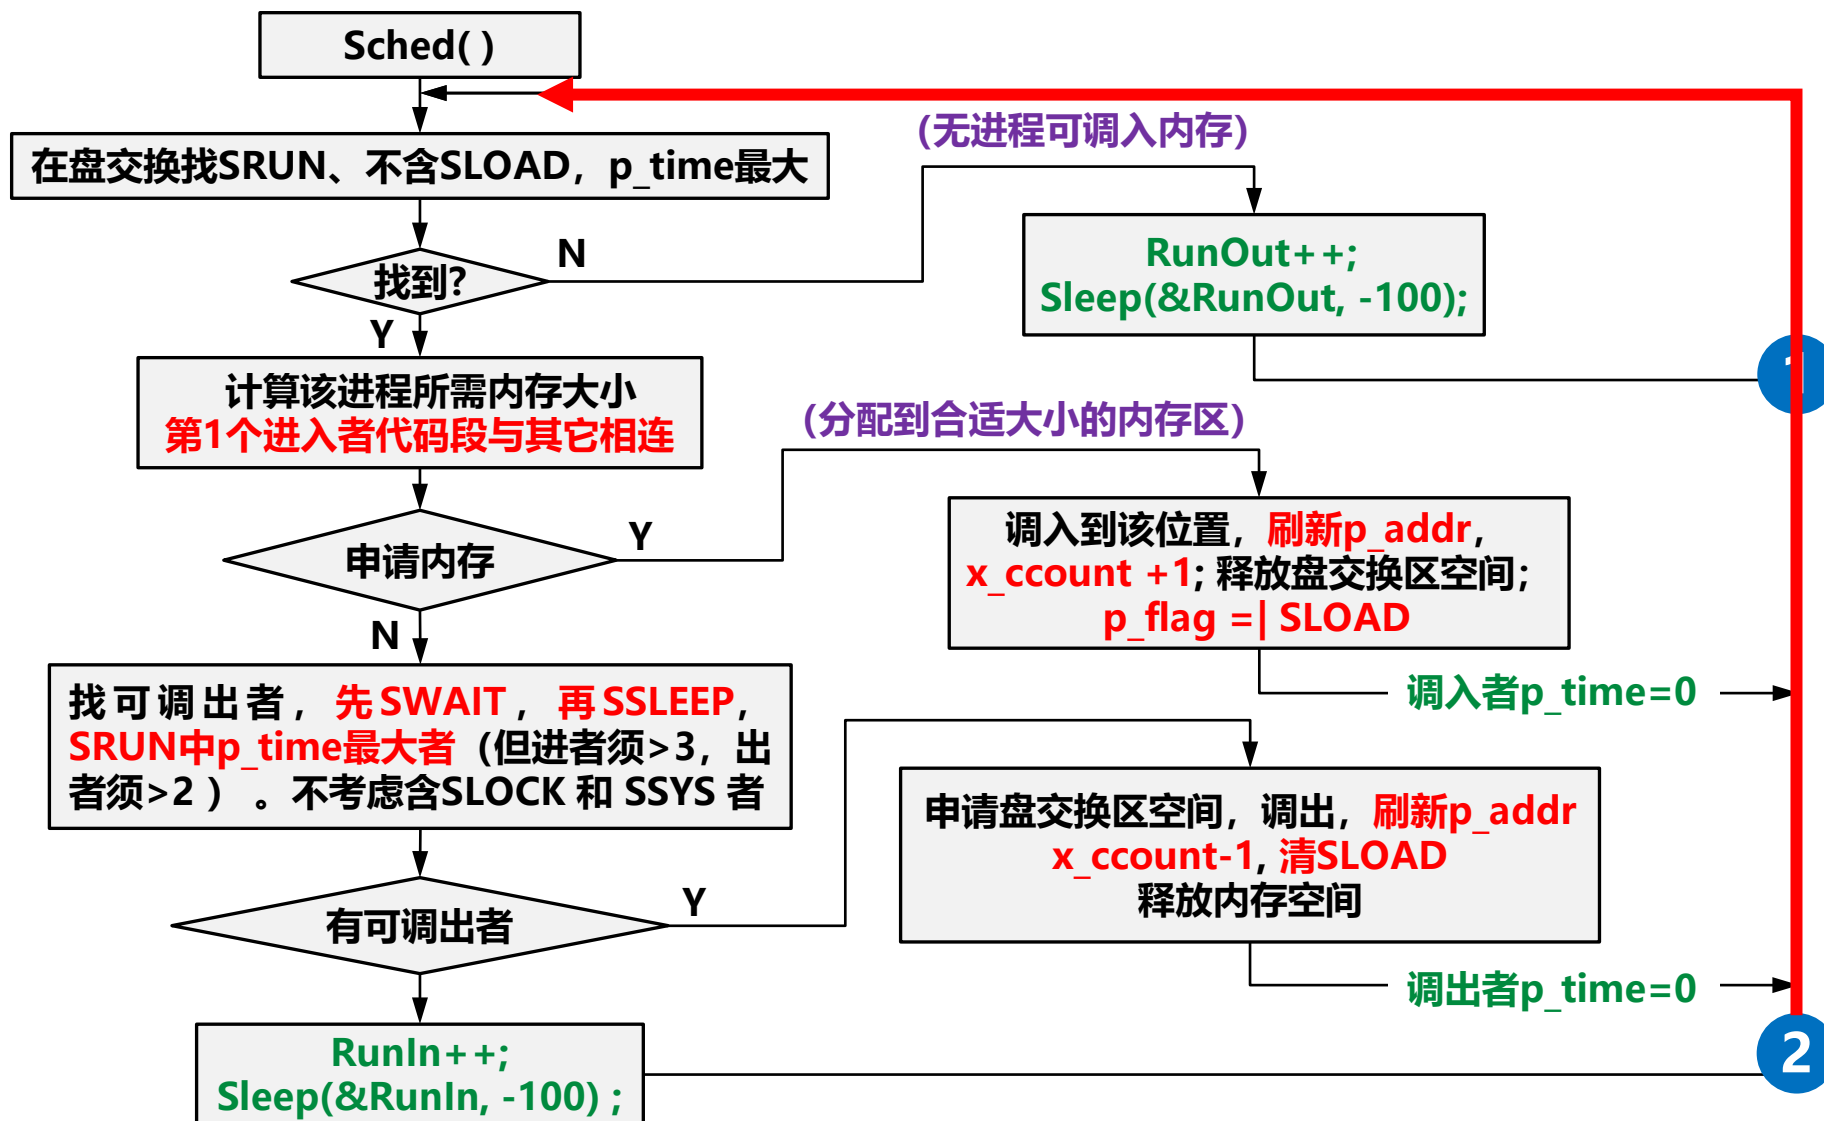 Sched( )
在盘交换找SRUN、不含SLOAD，p_time最大
(无进程可调入内存)
找到?
N
RunOut++;
Sleep(&RunOut, -100);
Y
1
计算该进程所需内存大小
第1个进入者代码段与其它相连
(分配到合适大小的内存区)
申请内存
Y
调入到该位置，刷新p_addr，
x_ccount +1; 释放盘交换区空间；
p_flag =| SLOAD
N
调入者p_time=0
找可调出者，先SWAIT，再SSLEEP，
SRUN中p_time最大者（但进者须>3，出
者须>2 ） 。不考虑含SLOCK 和 SSYS 者
申请盘交换区空间，调出，刷新p_addr
x_ccount-1, 清SLOAD
释放内存空间
有可调出者
Y
调出者p_time=0
RunIn++;
Sleep(&RunIn, -100) ;
2